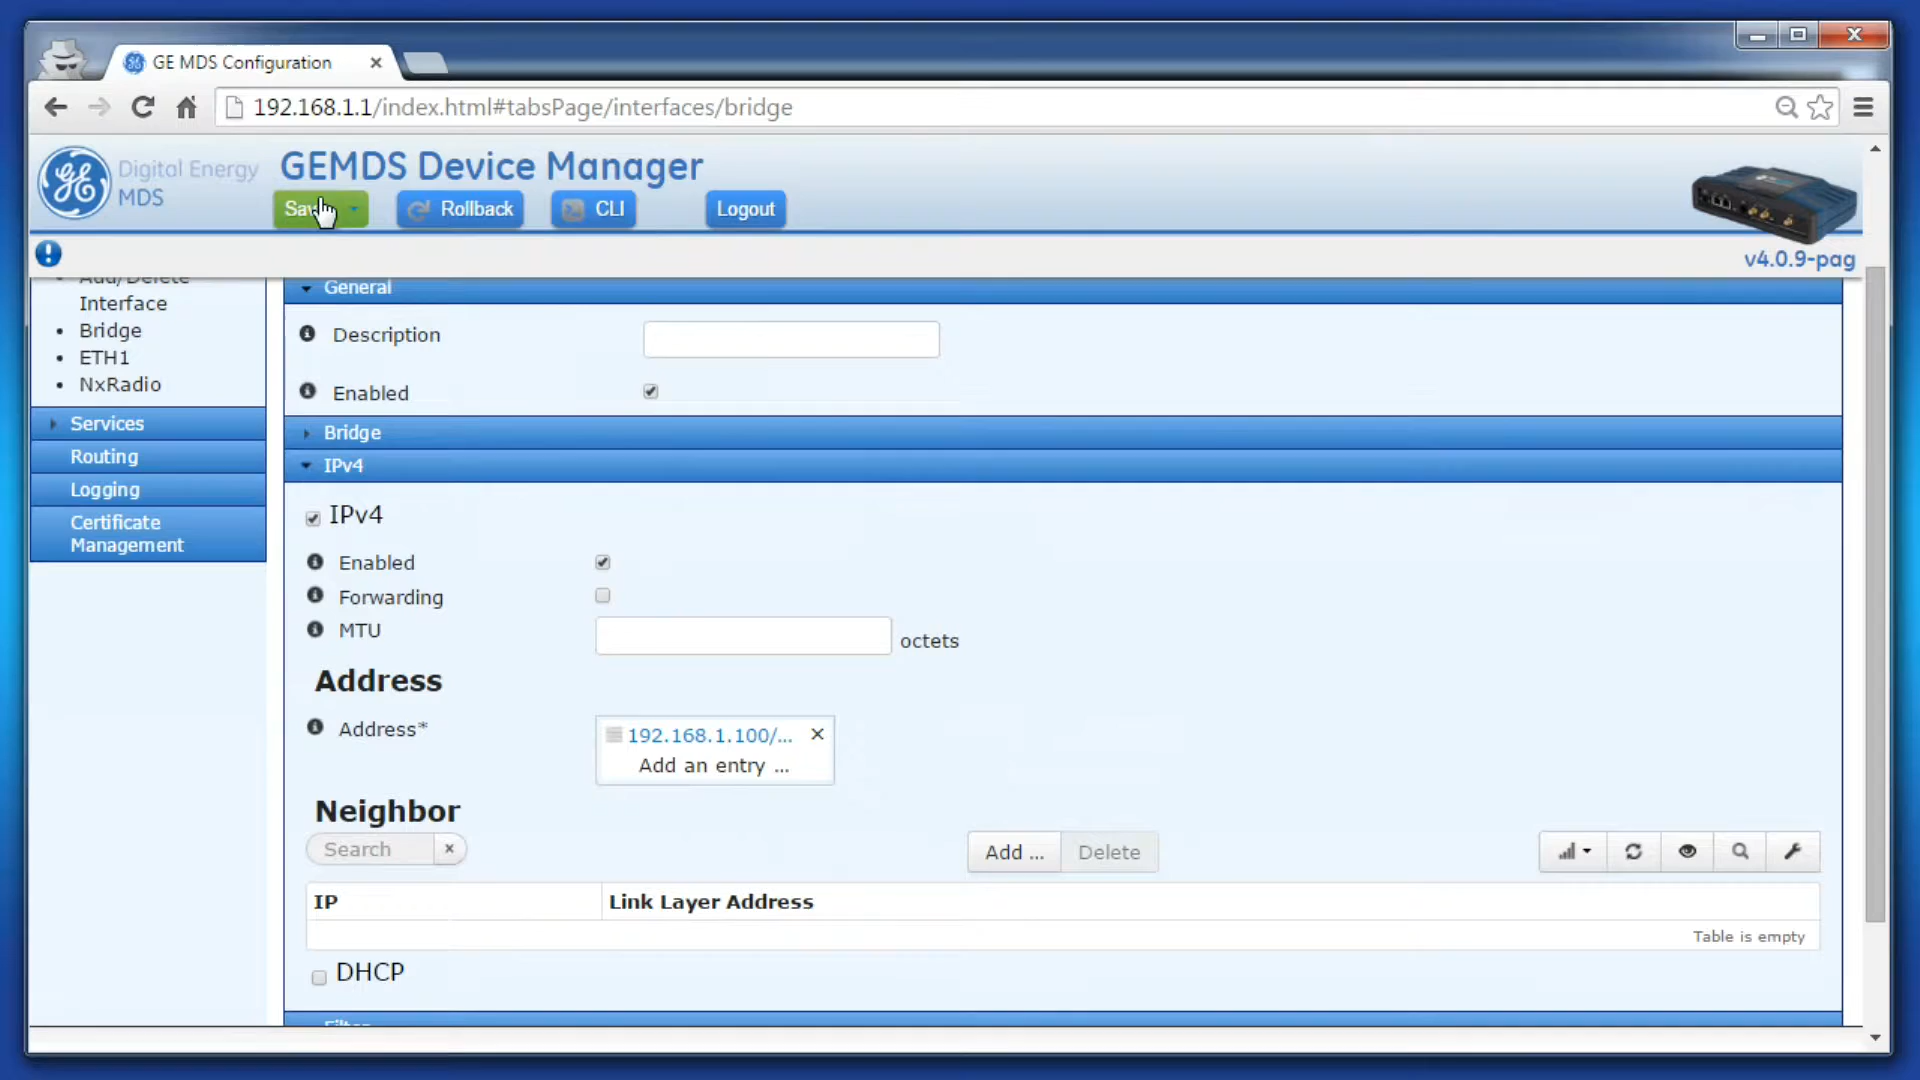 GE MDS Configuration
192.168.1.1/index.html#tabsPage/interfaces/bridge
Digital Energy
MDS
GEMDS Device Manager
Rollback
CLI
Logout
v4.0.9-pag
Add/Delete
Interface
Bridge
ETH1
NxRadio
Services
Routing
Logging
Certificate
Management
General
Description
Enabled
Bridge
IPv4
IPv4
Enabled
Forwarding
MTU
octets
Address
Address*
192.168.1.100/...
Add an entry ...
Neighbor
Search
Add ...
Delete
IP
Link Layer Address
Table is empty
DHCP
Filter